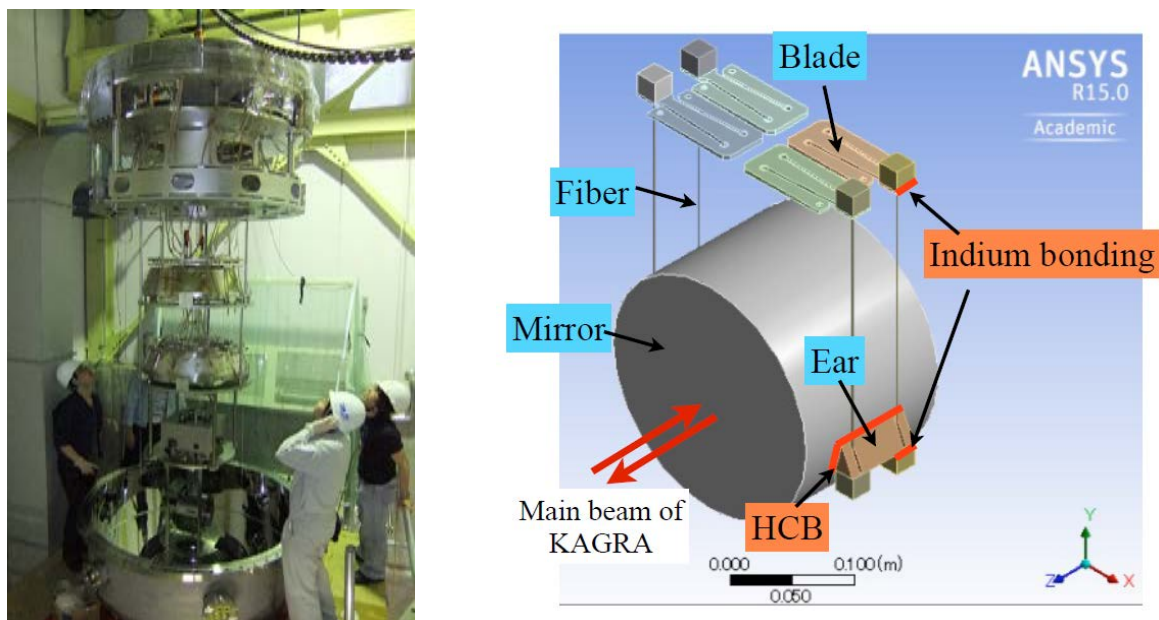 Blade
ANSYS
R15.0
Academic
Fiber
Indium bonding
Mirror
Ear
Main beam of
KAGRA
HCB
0.000
0.100(m)
0.050
Y
Z
X